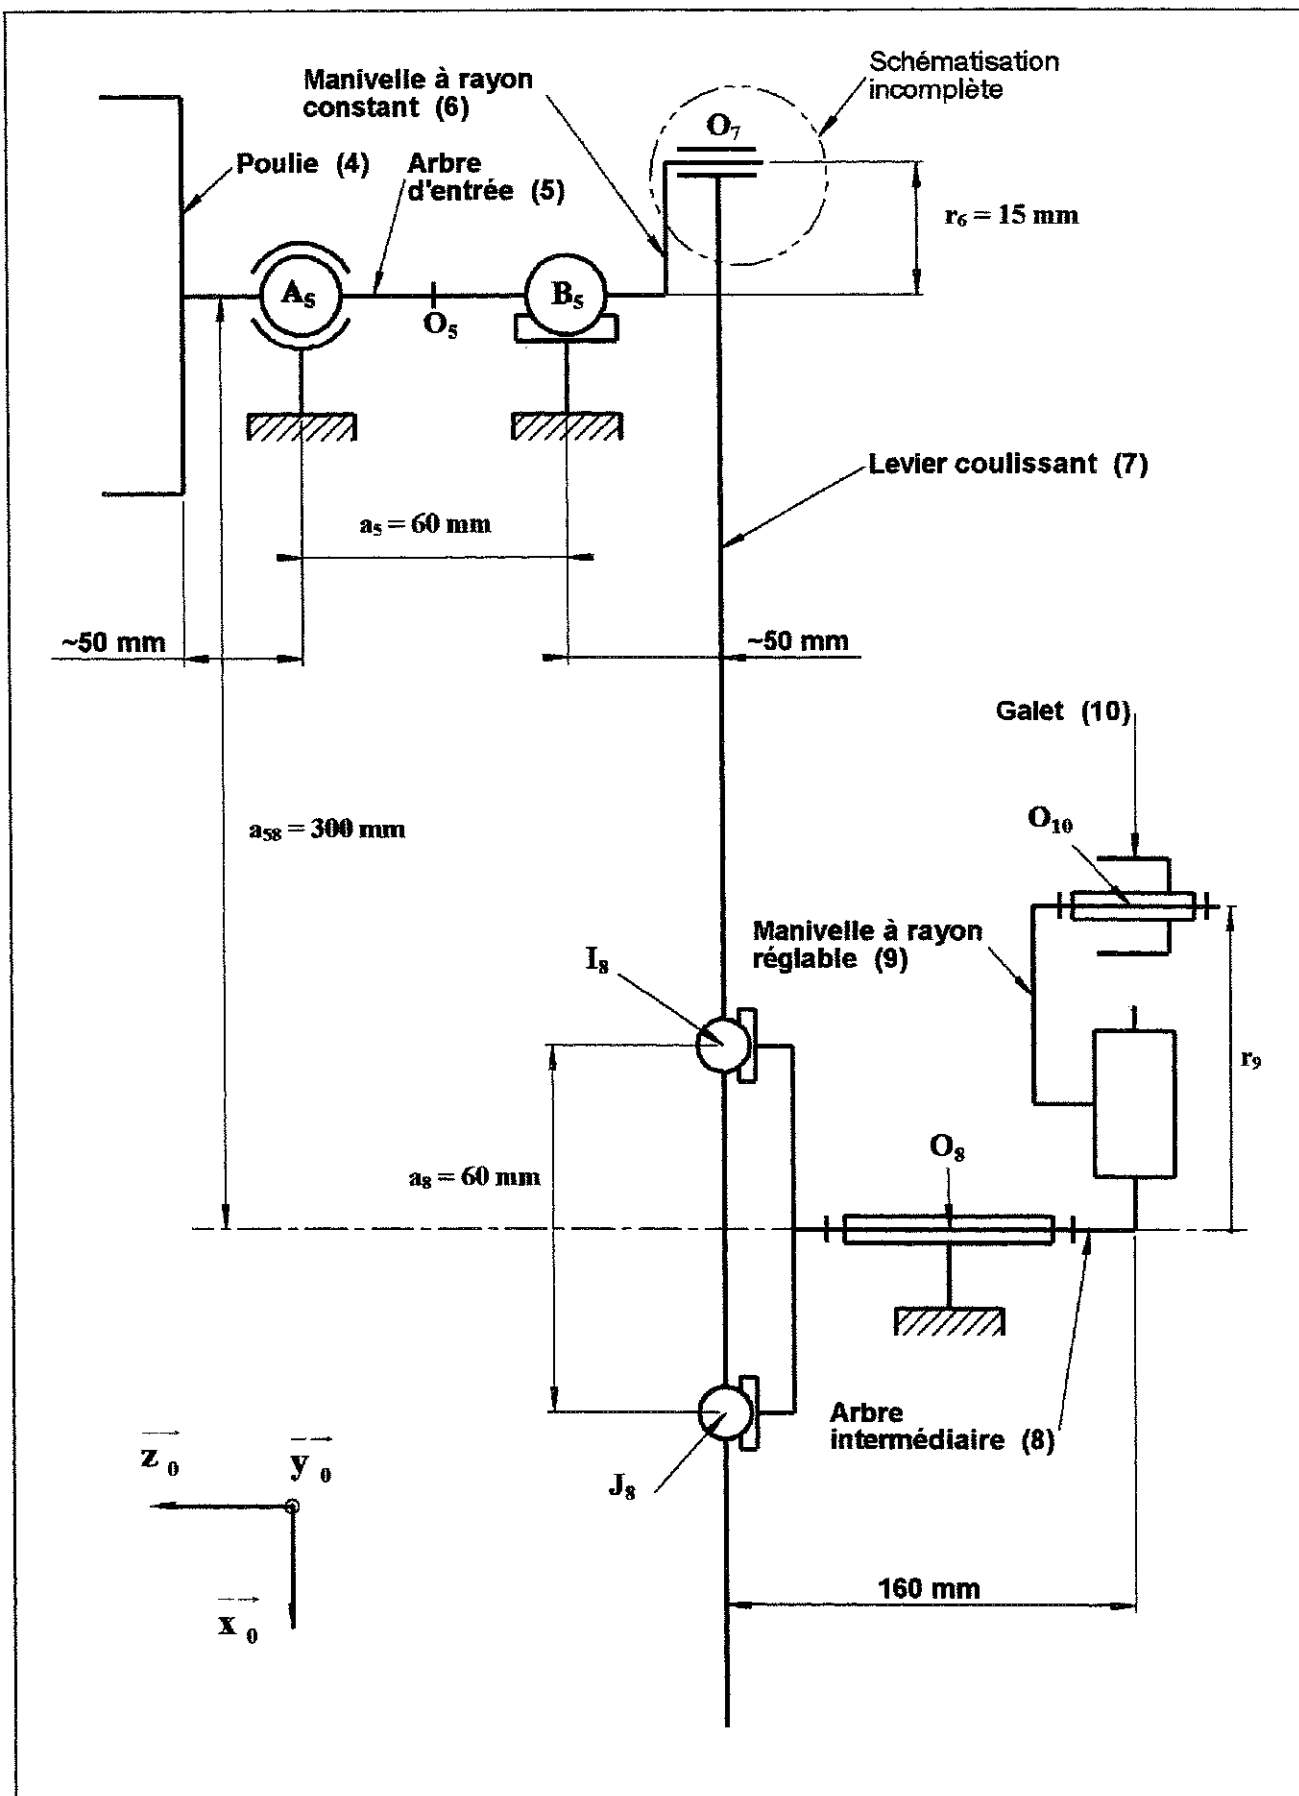 Schématisation
incomplète
Manivelle à rayon
constant (6)
O₇
Poulie (4)
Arbre
d'entrée (5)
r₆ = 15 mm
A₅
B₅
O₅
Levier coulissant (7)
a₅ = 60 mm
~50 mm
~50 mm
Galet (10)
O₁₀
a₅₈ = 300 mm
Manivelle à rayon
réglable (9)
I₈
r₉
O₈
a₈ = 60 mm
Arbre
intermédiaire (8)
J₈
z₀
y₀
x₀
160 mm